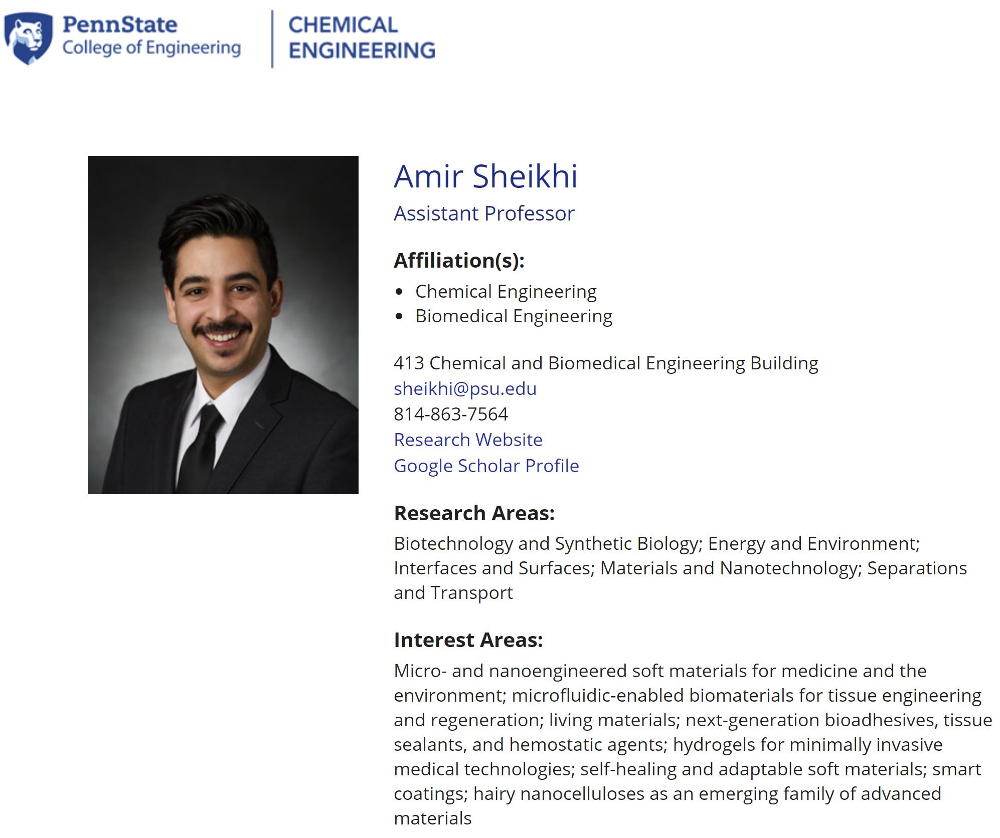 PennState
College of Engineering
CHEMICAL
ENGINEERING
Amir Sheikhi
Assistant Professor
Affiliation(s):
• Chemical Engineering
• Biomedical Engineering
413 Chemical and Biomedical Engineering Building
sheikhi@psu.edu
814-863-7564
Research Website
Google Scholar Profile
Research Areas:
Biotechnology and Synthetic Biology; Energy and Environment;
Interfaces and Surfaces; Materials and Nanotechnology; Separations
and Transport
Interest Areas:
Micro- and nanoengineered soft materials for medicine and the
environment; microfluidic-enabled biomaterials for tissue engineering
and regeneration; living materials; next-generation bioadhesives, tissue
sealants, and hemostatic agents; hydrogels for minimally invasive
medical technologies; self-healing and adaptable soft materials; smart
coatings; hairy nanocelluloses as an emerging family of advanced
materials